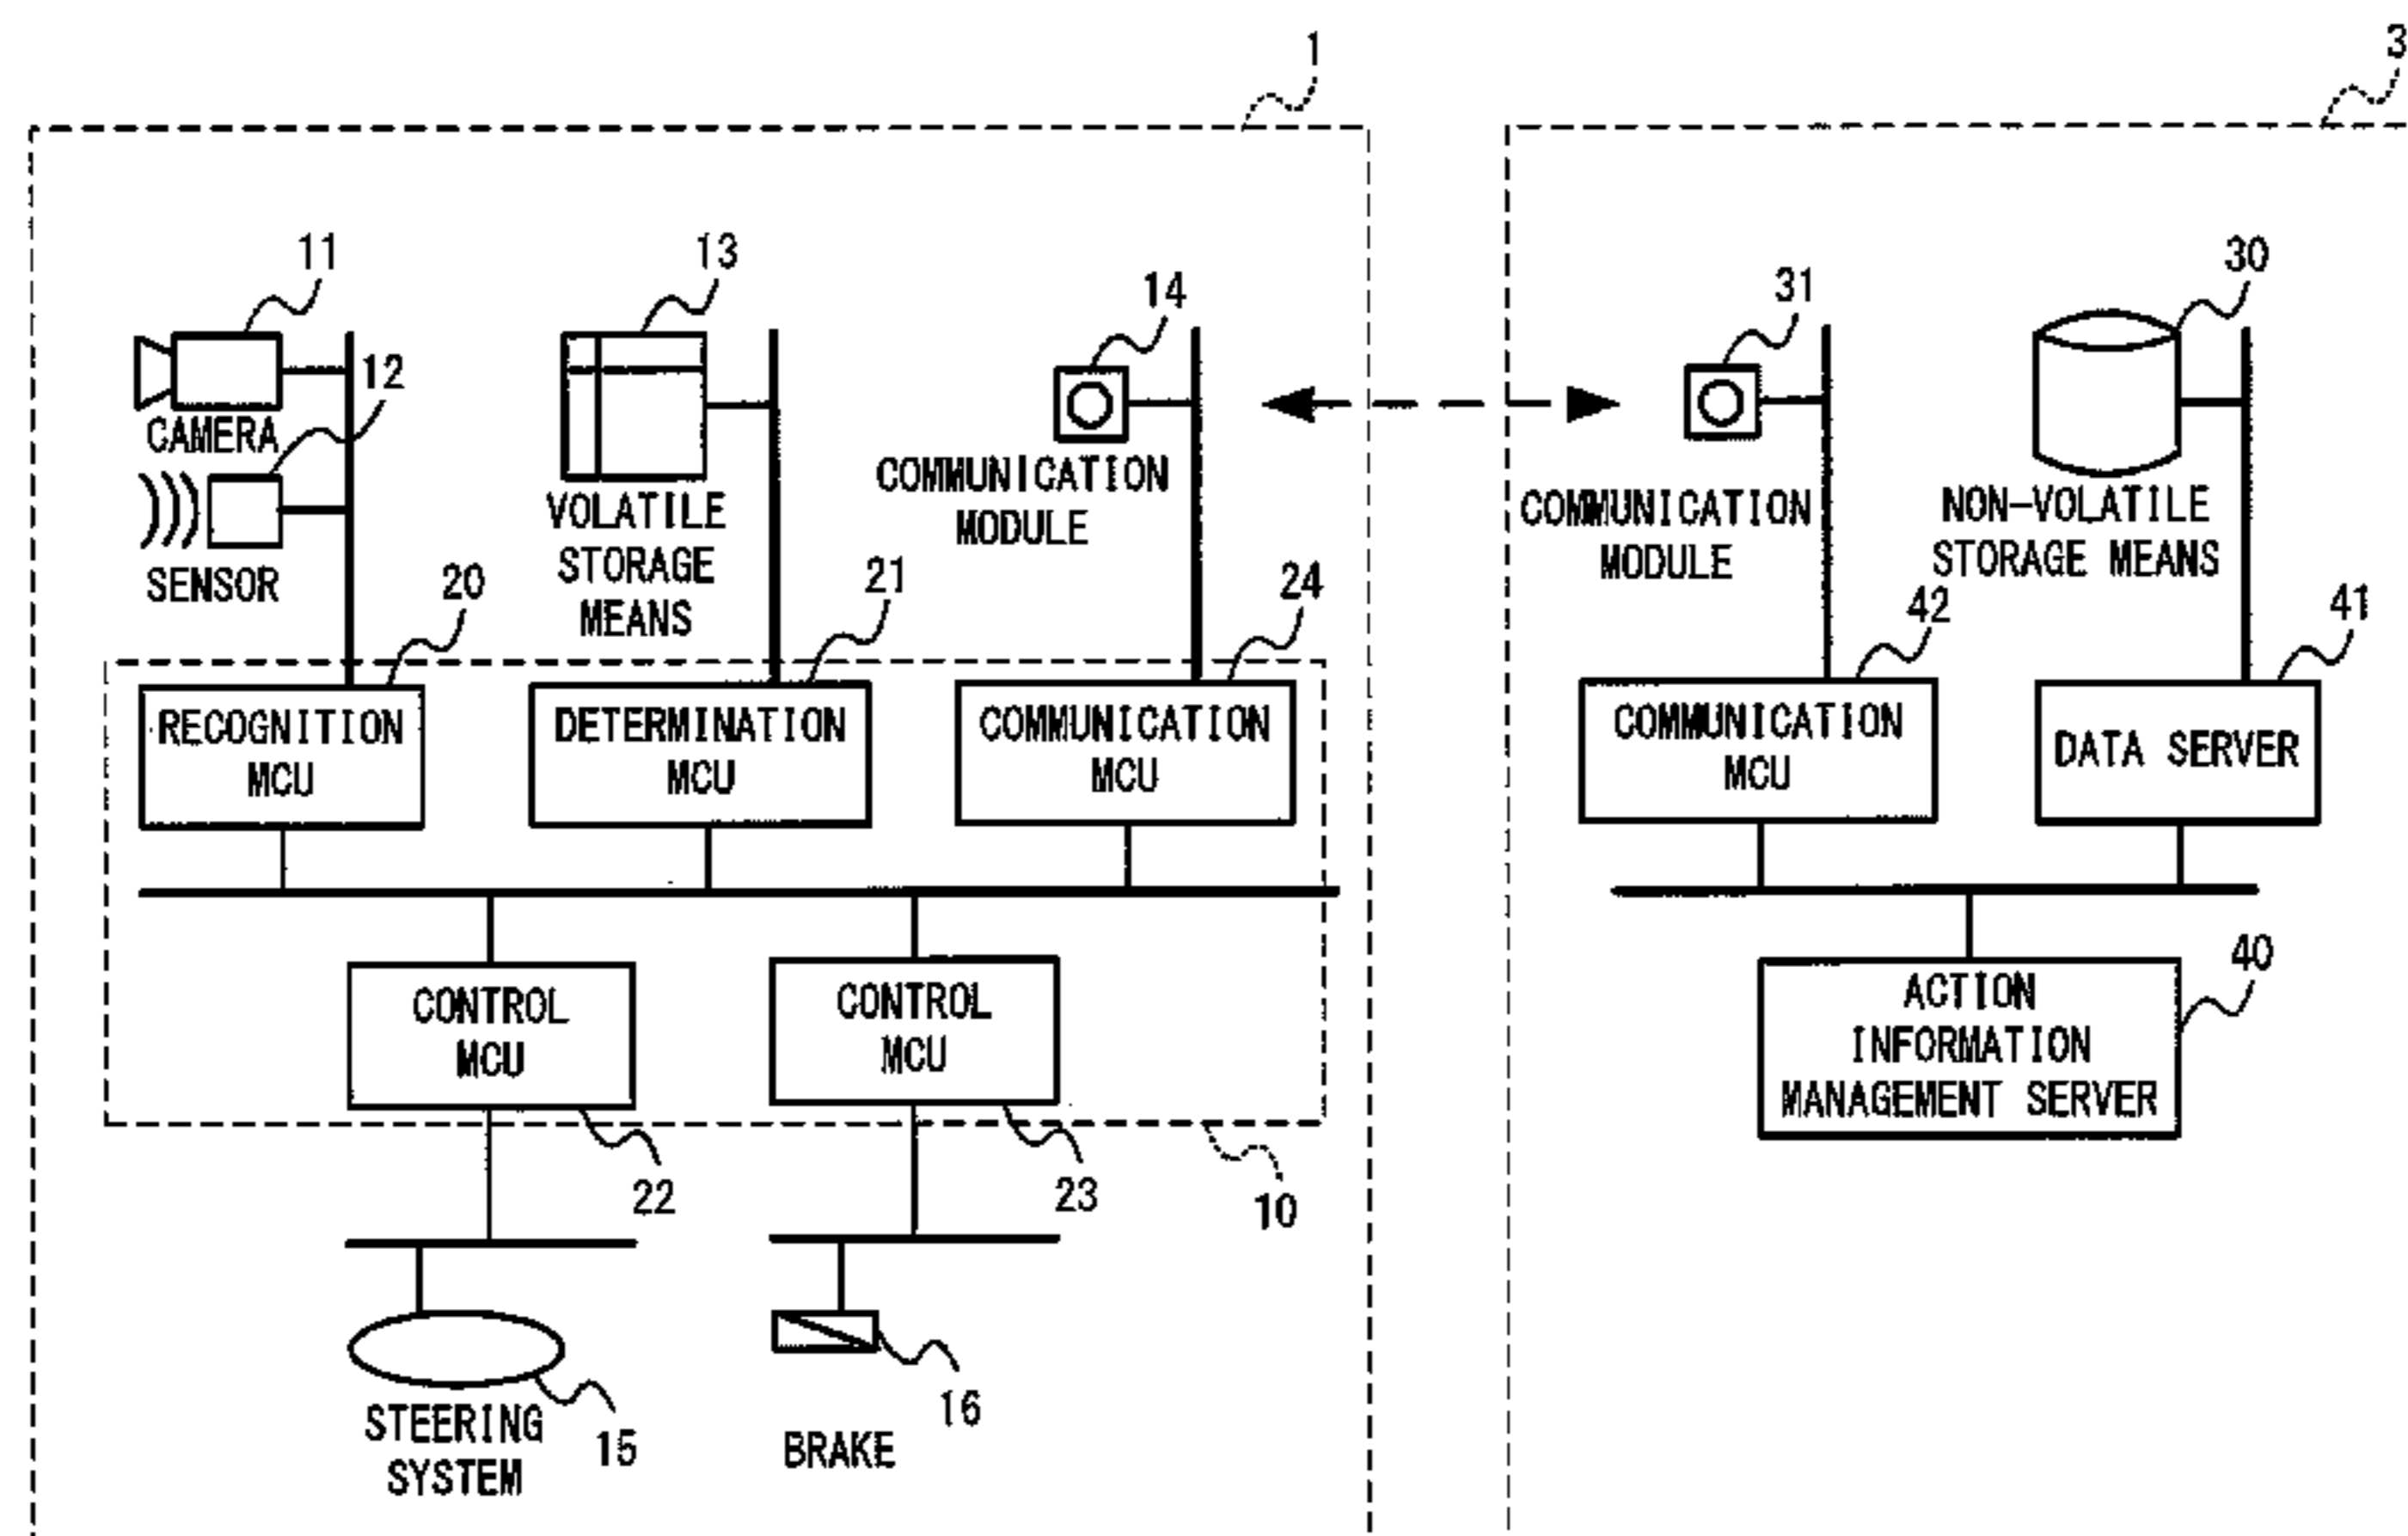 1
3
11
13
14
31
30
12
CAMERA
COMMUNICATION
MODULE
VOLATILE
STORAGE
MEANS
COMMUNICATION
MODULE
NON-VOLATILE
STORAGE MEANS
SENSOR
20
21
24
42
41
RECOGNITION
MCU
DETERMINATION
MCU
COMMUNICATION
MCU
COMMUNICATION
MCU
DATA SERVER
CONTROL
MCU
CONTROL
MCU
40
ACTION
INFORMATION
MANAGEMENT SERVER
22
23
10
STEERING
SYSTEM
15
BRAKE
16